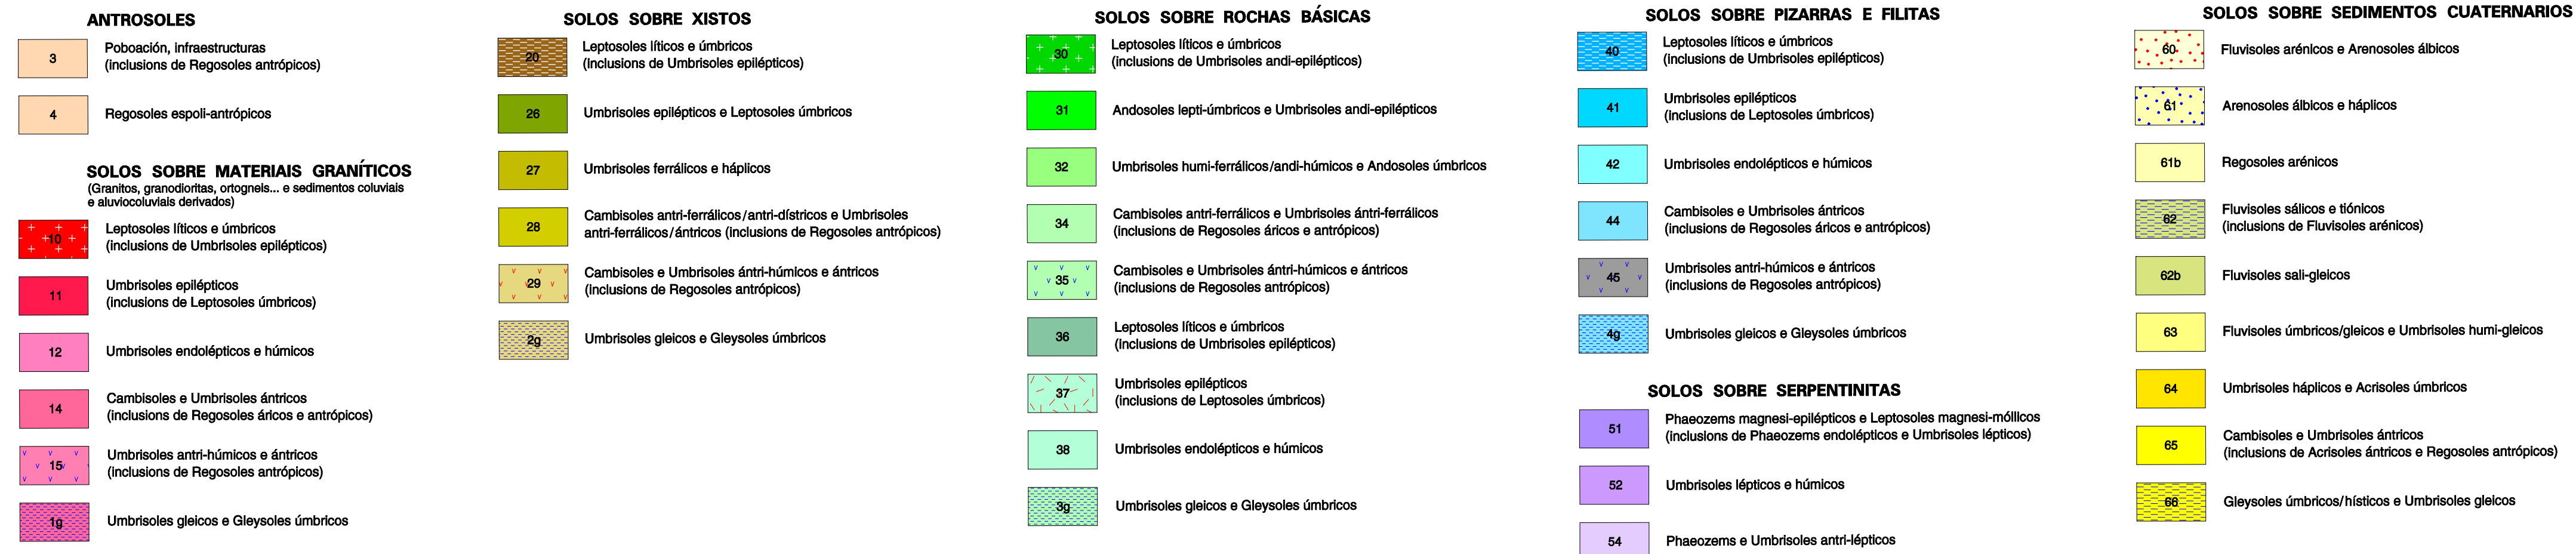 ANTROSOLES
3
Poboación, infraestructuras
(inclusions de Regosoles antrópicos)
4
Regosoles espoli-antrópicos
SOLOS SOBRE MATERIAIS GRANÍTICOS
(Granitos, granodioritas, ortogneis... e sedimentos coluviais
e aluviocoluviais derivados)
10
Leptosoles líticos e úmbricos
(inclusions de Umbrisoles epilépticos)
11
Umbrisoles epilépticos
(inclusions de Leptosoles úmbricos)
12
Umbrisoles endolépticos e húmicos
14
Cambisoles e Umbrisoles ántricos
(inclusions de Regosoles áricos e antrópicos)
15
Umbrisoles antri-húmicos e ántricos
(inclusions de Regosoles antrópicos)
1g
Umbrisoles gleicos e Gleysoles úmbricos
SOLOS SOBRE XISTOS
20
Leptosoles líticos e úmbricos
(inclusions de Umbrisoles epilépticos)
26
Umbrisoles epilépticos e Leptosoles úmbricos
27
Umbrisoles ferrálicos e háplicos
28
Cambisoles antri-ferrálicos/antri-dístricos e Umbrisoles
antri-ferrálicos/ántricos (inclusions de Regosoles antrópicos)
29
Cambisoles e Umbrisoles ántri-húmicos e ántricos
(inclusions de Regosoles antrópicos)
2g
Umbrisoles gleicos e Gleysoles úmbricos
SOLOS SOBRE ROCHAS BÁSICAS
30
Leptosoles líticos e úmbricos
(inclusions de Umbrisoles andi-epilépticos)
31
Andosoles lepti-úmbricos e Umbrisoles andi-epilépticos
32
Umbrisoles humi-ferrálicos/andi-húmicos e Andosoles úmbricos
34
Cambisoles antri-ferrálicos e Umbrisoles ántri-ferrálicos
(inclusions de Regosoles áricos e antrópicos)
35
Cambisoles e Umbrisoles ántri-húmicos e ántricos
(inclusions de Regosoles antrópicos)
36
Leptosoles líticos e úmbricos
(inclusions de Umbrisoles epilépticos)
37
Umbrisoles epilépticos
(inclusions de Leptosoles úmbricos)
38
Umbrisoles endolépticos e húmicos
3g
Umbrisoles gleicos e Gleysoles úmbricos
SOLOS SOBRE PIZARRAS E FILITAS
40
Leptosoles líticos e úmbricos
(inclusions de Umbrisoles epilépticos)
41
Umbrisoles epilépticos
(inclusions de Leptosoles úmbricos)
42
Umbrisoles endolépticos e húmicos
44
Cambisoles e Umbrisoles ántricos
(inclusions de Regosoles áricos e antrópicos)
45
Umbrisoles antri-húmicos e ántricos
(inclusions de Regosoles antrópicos)
4g
Umbrisoles gleicos e Gleysoles úmbricos
SOLOS SOBRE SERPENTINITAS
51
Phaeozems magnesi-epilépticos e Leptosoles magnesi-móllicos
(inclusions de Phaeozems endolépticos e Umbrisoles lépticos)
52
Umbrisoles lépticos e húmicos
54
Phaeozems e Umbrisoles antri-lépticos
SOLOS SOBRE SEDIMENTOS CUATERNARIOS
60
Fluvisoles arénicos e Arenosoles álbicos
61
Arenosoles álbicos e háplicos
61b
Regosoles arénicos
62
Fluvisoles sálicos e tiónicos
(inclusions de Fluvisoles arénicos)
62b
Fluvisoles sali-gleicos
63
Fluvisoles úmbricos/gleicos e Umbrisoles humi-gleicos
64
Umbrisoles háplicos e Acrisoles úmbricos
65
Cambisoles e Umbrisoles ántricos
(inclusions de Acrisoles ántricos e Regosoles antrópicos)
66
Gleysoles úmbricos/hísticos e Umbrisoles gleicos